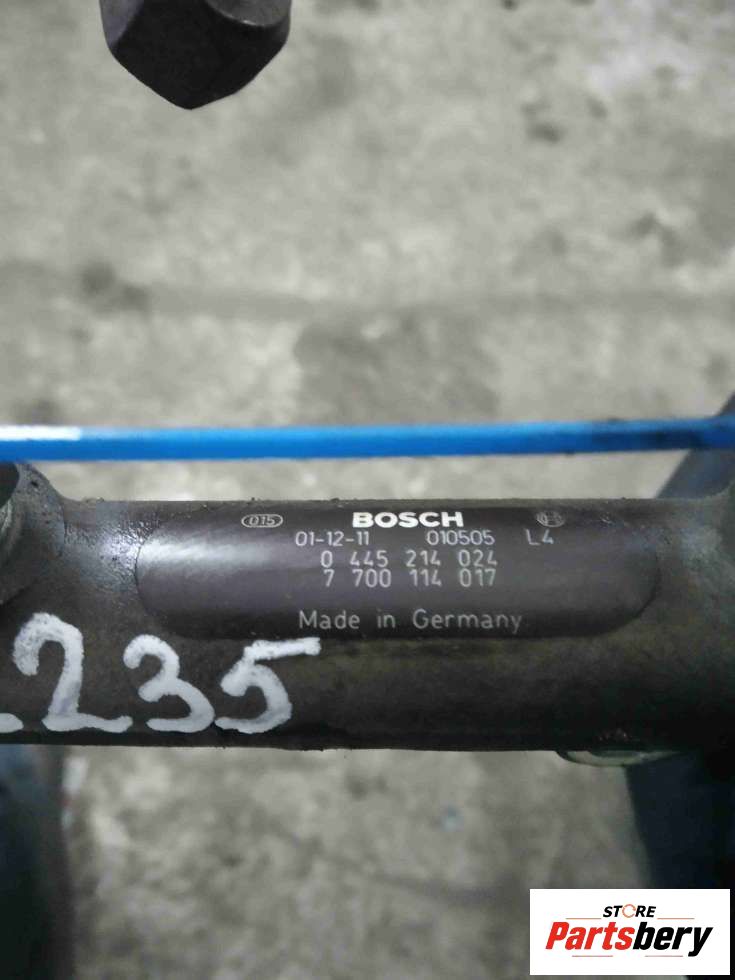 015 BOSCH
01-12-11 010505 L4
0 445 214 024
7 700 114 017
Made in Germany
235
STORE
Partsbery